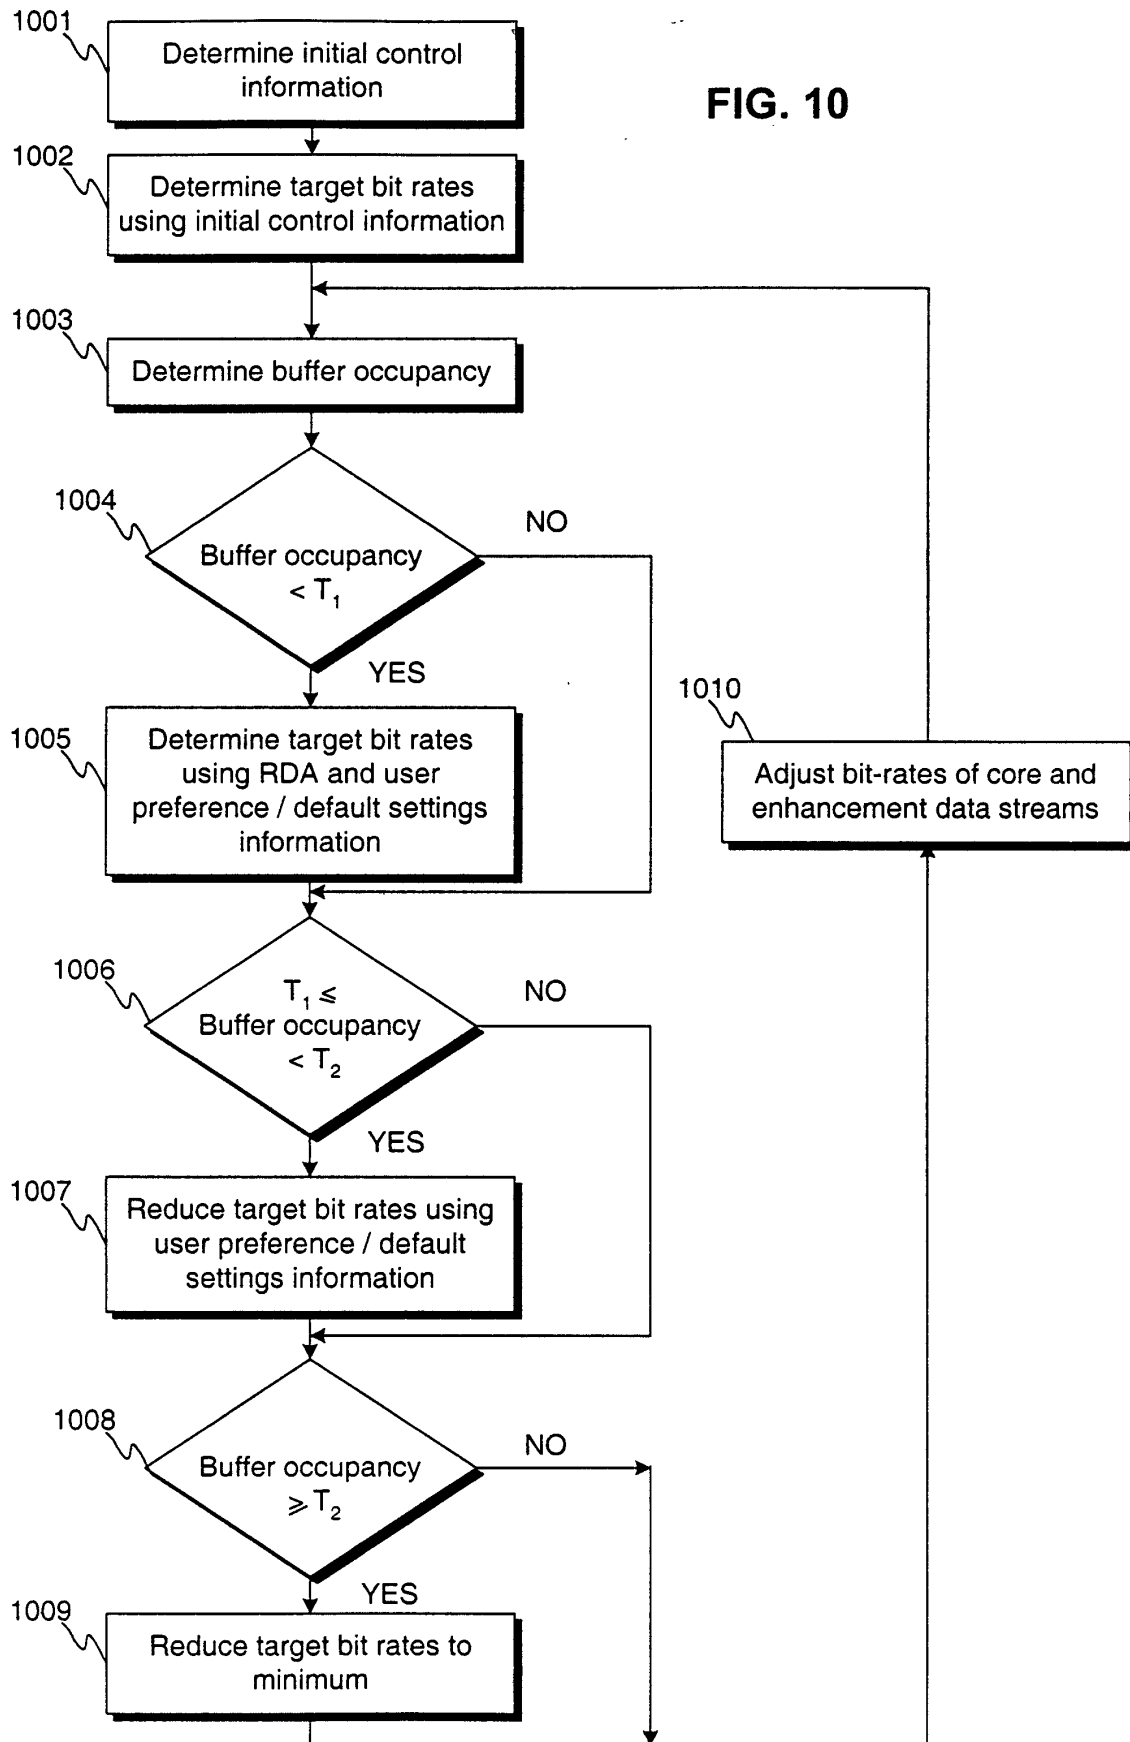 1001
Determine initial control
information
FIG. 10
1002
Determine target bit rates
using initial control information
1003
Determine buffer occupancy
1004
NO
Buffer occupancy
< T₁
YES
1005
Determine target bit rates
using RDA and user
preference / default settings
information
1010
Adjust bit-rates of core and
enhancement data streams
1006
NO
T₁ ⩽
Buffer occupancy
< T₂
YES
1007
Reduce target bit rates using
user preference / default
settings information
1008
NO
Buffer occupancy
⩾ T₂
YES
1009
Reduce target bit rates to
minimum